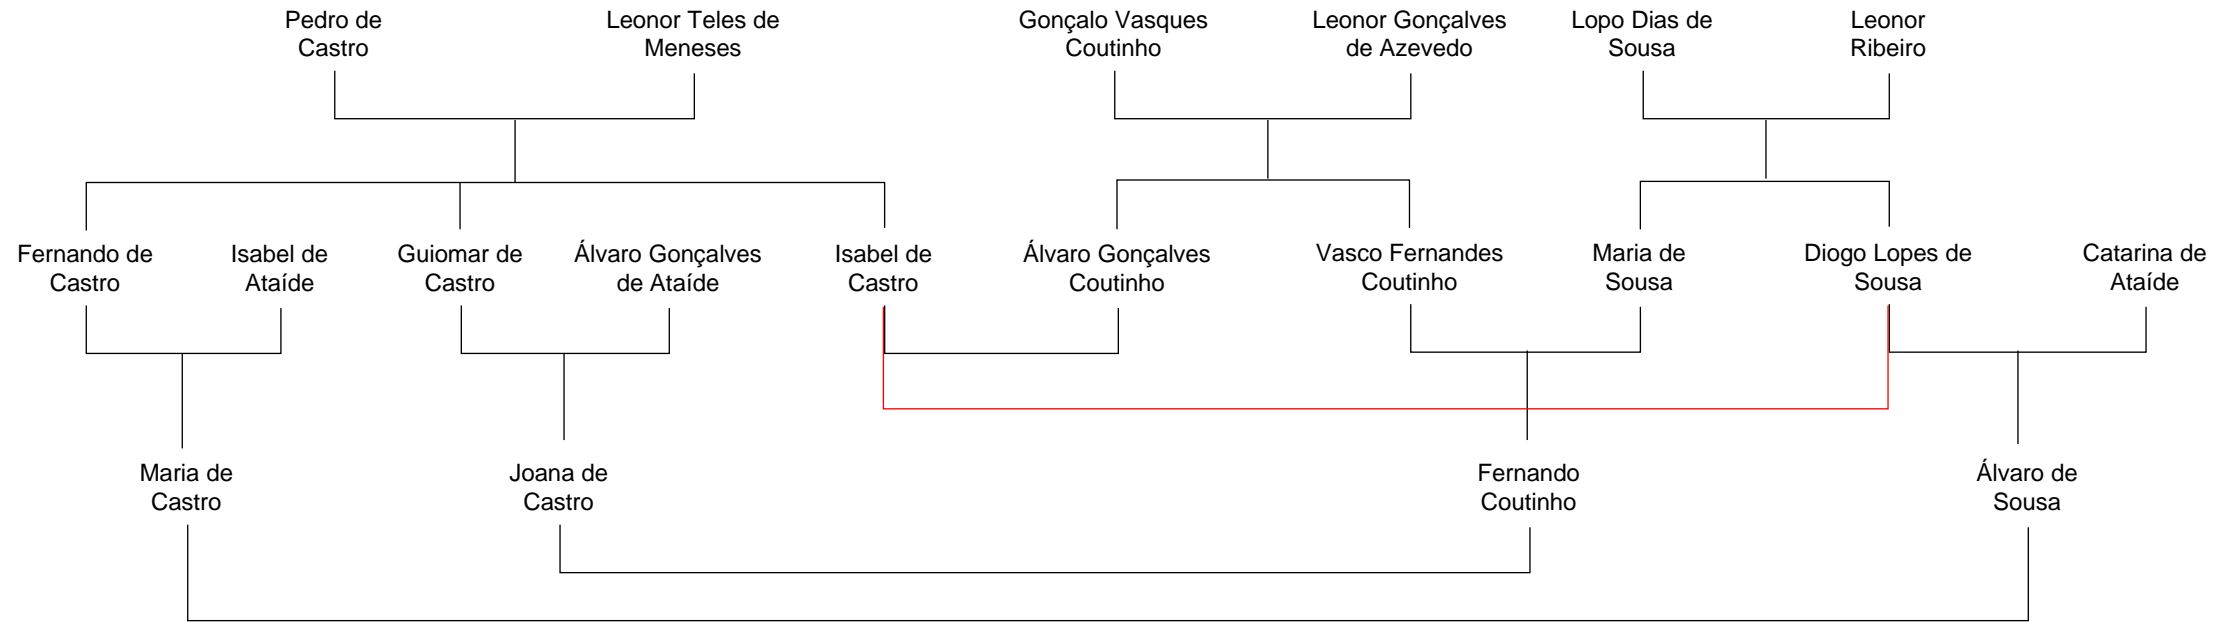 Pedro de
Castro
Leonor Teles de
Meneses
Gonçalo Vasques
Coutinho
Leonor Gonçalves
de Azevedo
Lopo Dias de
Sousa
Leonor
Ribeiro
Fernando de
Castro
Isabel de
Ataíde
Guiomar de
Castro
Álvaro Gonçalves
de Ataíde
Isabel de
Castro
Álvaro Gonçalves
Coutinho
Vasco Fernandes
Coutinho
Maria de
Sousa
Diogo Lopes de
Sousa
Catarina de
Ataíde
Maria de
Castro
Joana de
Castro
Fernando
Coutinho
Álvaro de
Sousa